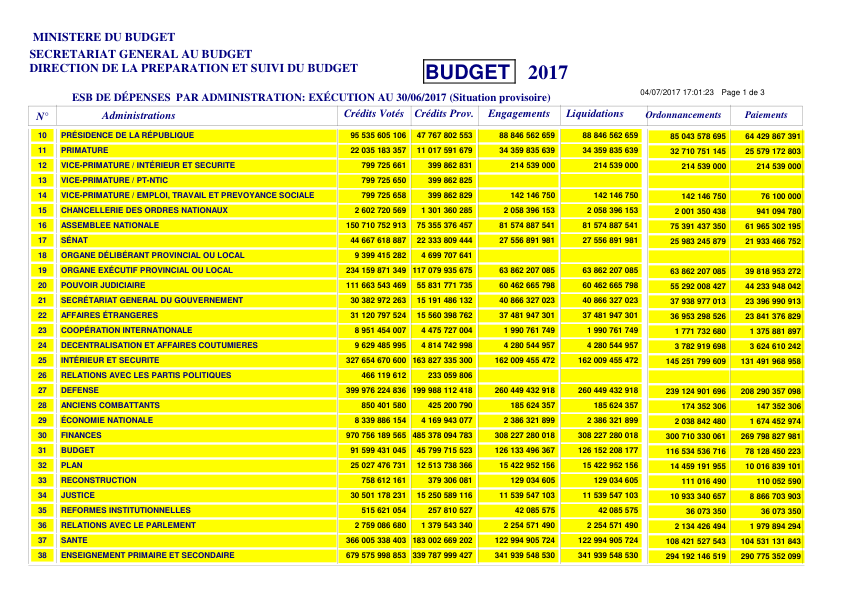 MINISTERE DU BUDGET
SECRETARIAT GENERAL AU BUDGET
DIRECTION DE LA PREPARATION ET SUIVI DU BUDGET
BUDGET 2017
04/07/2017 17:01:23 Page 1 de 3
ESB DE DÉPENSES PAR ADMINISTRATION: EXÉCUTION AU 30/06/2017 (Situation provisoire)
N° Administrations Crédits Votés Crédits Prov. Engagements Liquidations Ordonnancements Paiements
10 PRÉSIDENCE DE LA RÉPUBLIQUE 95 535 605 106 47 767 802 553 88 846 562 659 88 846 562 659 85 043 578 695 64 429 867 391
11 PRIMATURE 22 035 183 357 11 017 591 679 34 359 835 639 34 359 835 639 32 710 751 145 25 579 172 803
12 VICE-PRIMATURE / INTÉRIEUR ET SECURITE 799 725 661 399 862 831 214 539 000 214 539 000 214 539 000 214 539 000
13 VICE-PRIMATURE / PT-NTIC 799 725 650 399 862 825
14 VICE-PRIMATURE / EMPLOI, TRAVAIL ET PREVOYANCE SOCIALE 799 725 658 399 862 829 142 146 750 142 146 750 142 146 750 76 100 000
15 CHANCELLERIE DES ORDRES NATIONAUX 2 602 720 569 1 301 360 285 2 058 396 153 2 058 396 153 2 001 350 438 941 094 780
16 ASSEMBLEE NATIONALE 150 710 752 913 75 355 376 457 81 574 887 541 81 574 887 541 75 391 437 350 61 965 302 195
17 SÉNAT 44 667 618 887 22 333 809 444 27 556 891 981 27 556 891 981 25 983 245 879 21 933 466 752
18 ORGANE DÉLIBÉRANT PROVINCIAL OU LOCAL 9 399 415 282 4 699 707 641
19 ORGANE EXÉCUTIF PROVINCIAL OU LOCAL 234 159 871 349 117 079 935 675 63 862 207 085 63 862 207 085 63 862 207 085 39 818 953 272
20 POUVOIR JUDICIAIRE 111 663 543 469 55 831 771 735 60 462 665 798 60 462 665 798 55 292 008 427 44 233 948 042
21 SECRÉTARIAT GENERAL DU GOUVERNEMENT 30 382 972 263 15 191 486 132 40 866 327 023 40 866 327 023 37 938 977 013 23 396 990 913
22 AFFAIRES ÉTRANGERES 31 120 797 524 15 560 398 762 37 481 947 301 37 481 947 301 36 953 298 526 23 841 376 829
23 COOPÉRATION INTERNATIONALE 8 951 454 007 4 475 727 004 1 990 761 749 1 990 761 749 1 771 732 680 1 375 881 897
24 DECENTRALISATION ET AFFAIRES COUTUMIERES 9 629 485 995 4 814 742 998 4 280 544 957 4 280 544 957 3 782 919 698 3 624 610 242
25 INTÉRIEUR ET SECURITE 327 654 670 600 163 827 335 300 162 009 455 472 162 009 455 472 145 251 799 609 131 491 968 958
26 RELATIONS AVEC LES PARTIS POLITIQUES 466 119 612 233 059 806
27 DEFENSE 399 976 224 836 199 988 112 418 260 449 432 918 260 449 432 918 239 124 901 696 208 290 357 098
28 ANCIENS COMBATTANTS 850 401 580 425 200 790 185 624 357 185 624 357 174 352 306 147 352 306
29 ÉCONOMIE NATIONALE 8 339 886 154 4 169 943 077 2 386 321 899 2 386 321 899 2 038 842 480 1 674 452 974
30 FINANCES 970 756 189 565 485 378 094 783 308 227 280 018 308 227 280 018 300 710 330 061 269 798 827 981
31 BUDGET 91 599 431 045 45 799 715 523 126 133 496 367 126 152 208 177 116 534 536 716 78 128 450 223
32 PLAN 25 027 476 731 12 513 738 366 15 422 952 156 15 422 952 156 14 459 191 955 10 016 839 101
33 RECONSTRUCTION 758 612 161 379 306 081 129 034 605 129 034 605 111 016 490 110 052 590
34 JUSTICE 30 501 178 231 15 250 589 116 11 539 547 103 11 539 547 103 10 933 340 657 8 866 703 903
35 REFORMES INSTITUTIONNELLES 515 621 054 257 810 527 42 085 575 42 085 575 36 073 350 36 073 350
36 RELATIONS AVEC LE PARLEMENT 2 759 086 680 1 379 543 340 2 254 571 490 2 254 571 490 2 134 426 494 1 979 894 294
37 SANTE 366 005 338 403 183 002 669 202 122 994 905 724 122 994 905 724 108 421 527 543 104 531 131 843
38 ENSEIGNEMENT PRIMAIRE ET SECONDAIRE 679 575 998 853 339 787 999 427 341 939 548 530 341 939 548 530 294 192 146 519 290 775 352 099